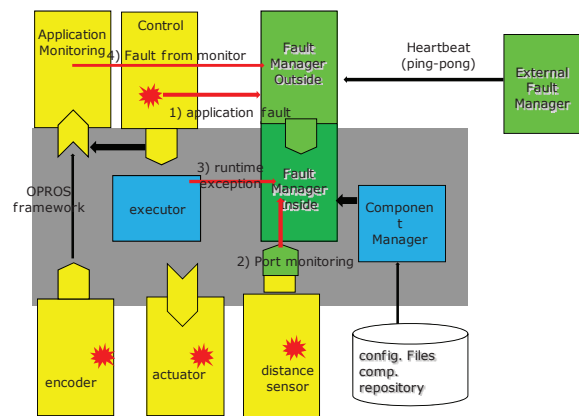 Application
Monitoring
Control
4) Fault from monitor
1) application fault
Fault
Manager
Outside
Heartbeat
(ping-pong)
External
Fault
Manager
OPROS
framework
executor
3) runtime
exception
Fault
Manager
Inside
Componen
t
Manager
2) Port monitoring
encoder
actuator
distance
sensor
config. Files
comp.
repository